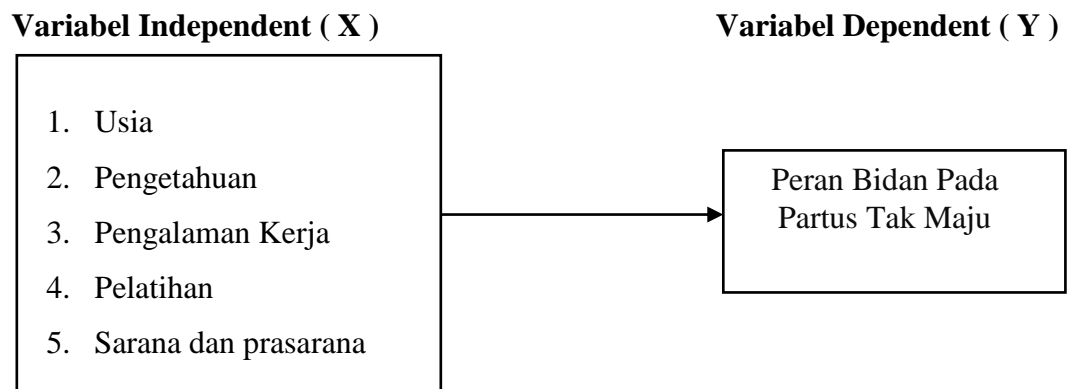 Variabel Independent ( X )
Variabel Dependent ( Y )
1. Usia
2. Pengetahuan
3. Pengalaman Kerja
4. Pelatihan
5. Sarana dan prasarana
Peran Bidan Pada
Partus Tak Maju